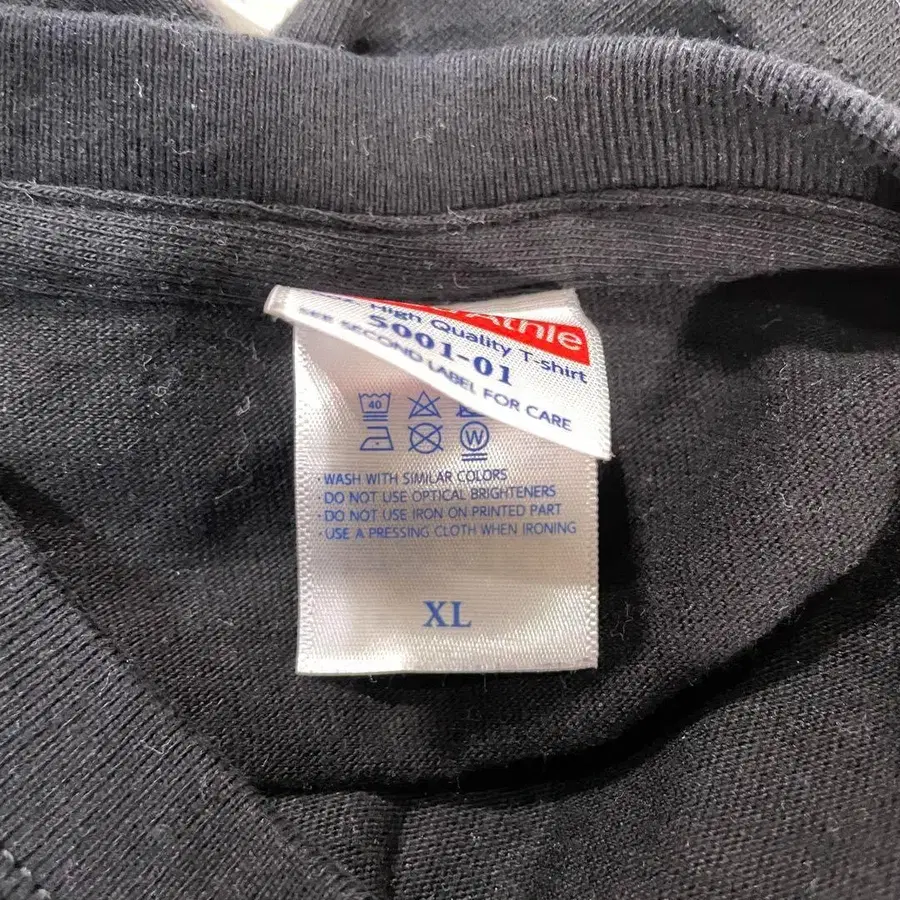 Athle
High Quality T-shirt
5001-01
SEE SECOND LABEL FOR CARE
40
W
·WASH WITH SIMILAR COLORS
·DO NOT USE OPTICAL BRIGHTENERS
·DO NOT USE IRON ON PRINTED PART
·USE A PRESSING CLOTH WHEN IRONING
XL